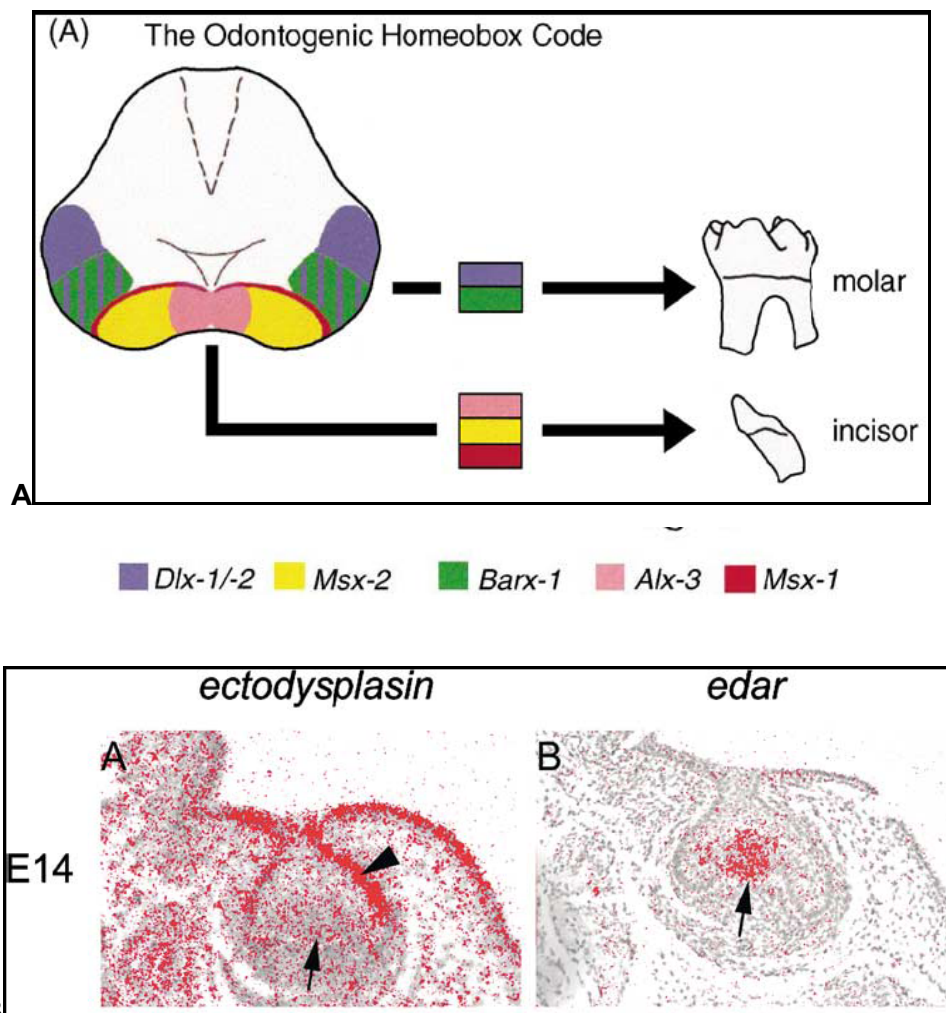 (A) The Odontogenic Homeobox Code
molar
incisor
A
Dlx-1/-2 Msx-2 Barx-1 Alx-3 Msx-1
ectodysplasin edar
A B
E14